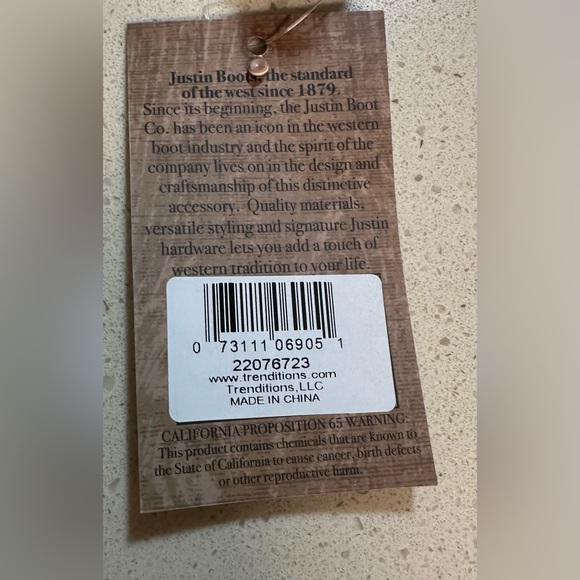 Justin Boots, the standard
of the west since 1879.
Since its beginning, the Justin Boot
Co. has been an icon in the western
boot industry and the spirit of the
company lives on in the design and
craftsmanship of this distinctive
accessory. Quality materials,
versatile styling and signature Justin
hardware lets you add a touch of
western tradition to your life.
0 73111 06905 1
22076723
www.trenditions.com
Trenditions,LLC
MADE IN CHINA
CALIFORNIA PROPOSITION 65 WARNING:
This product contains chemicals that are known to
the State of California to cause cancer, birth defects
or other reproductive harm.